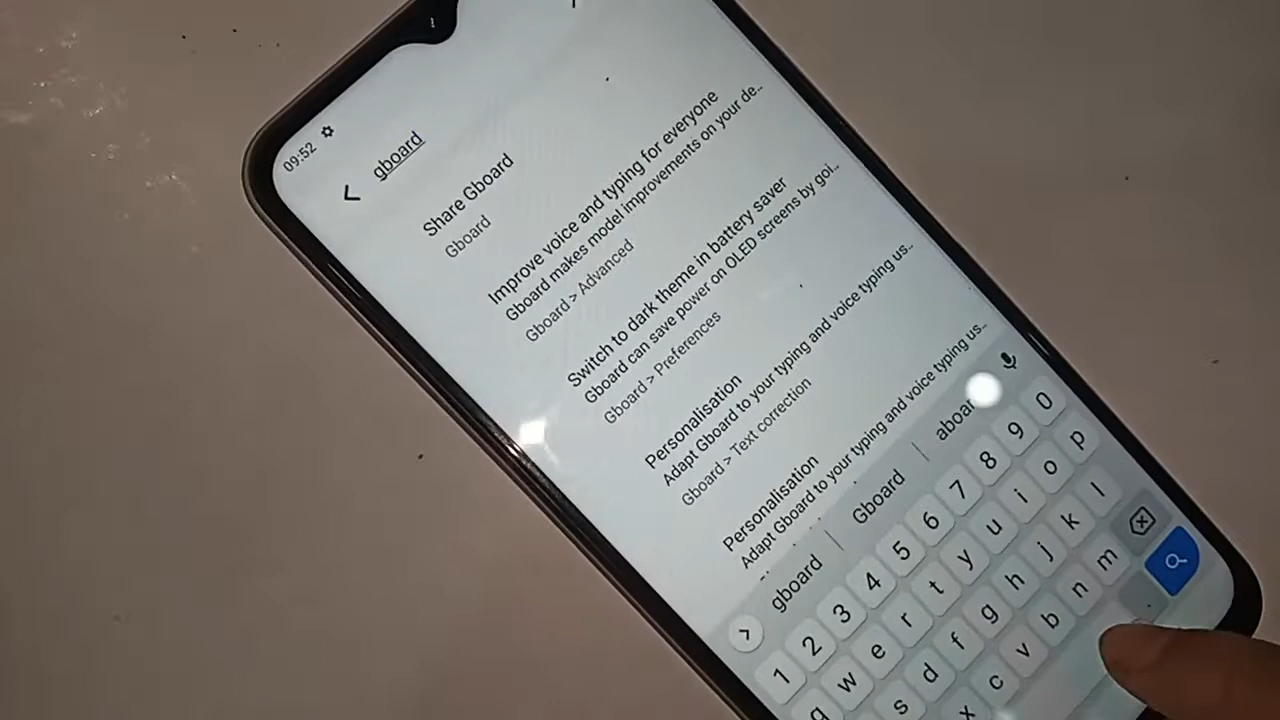 09:52
gboard
Share Gboard
Gboard
Improve voice and typing for everyone
Gboard makes model improvements on your de..
Gboard > Advanced
Switch to dark theme in battery saver
Gboard can save power on OLED screens by goi..
Gboard > Preferences
Personalisation
Adapt Gboard to your typing and voice typing us..
Gboard > Text correction
Personalisation
Adapt Gboard to your typing and voice typing us..
gboard Gboard aboar
1 2 3 4 5 6 7 8 9 0
q w e r t y u i o p
s d f g h j k l
x c v b n m